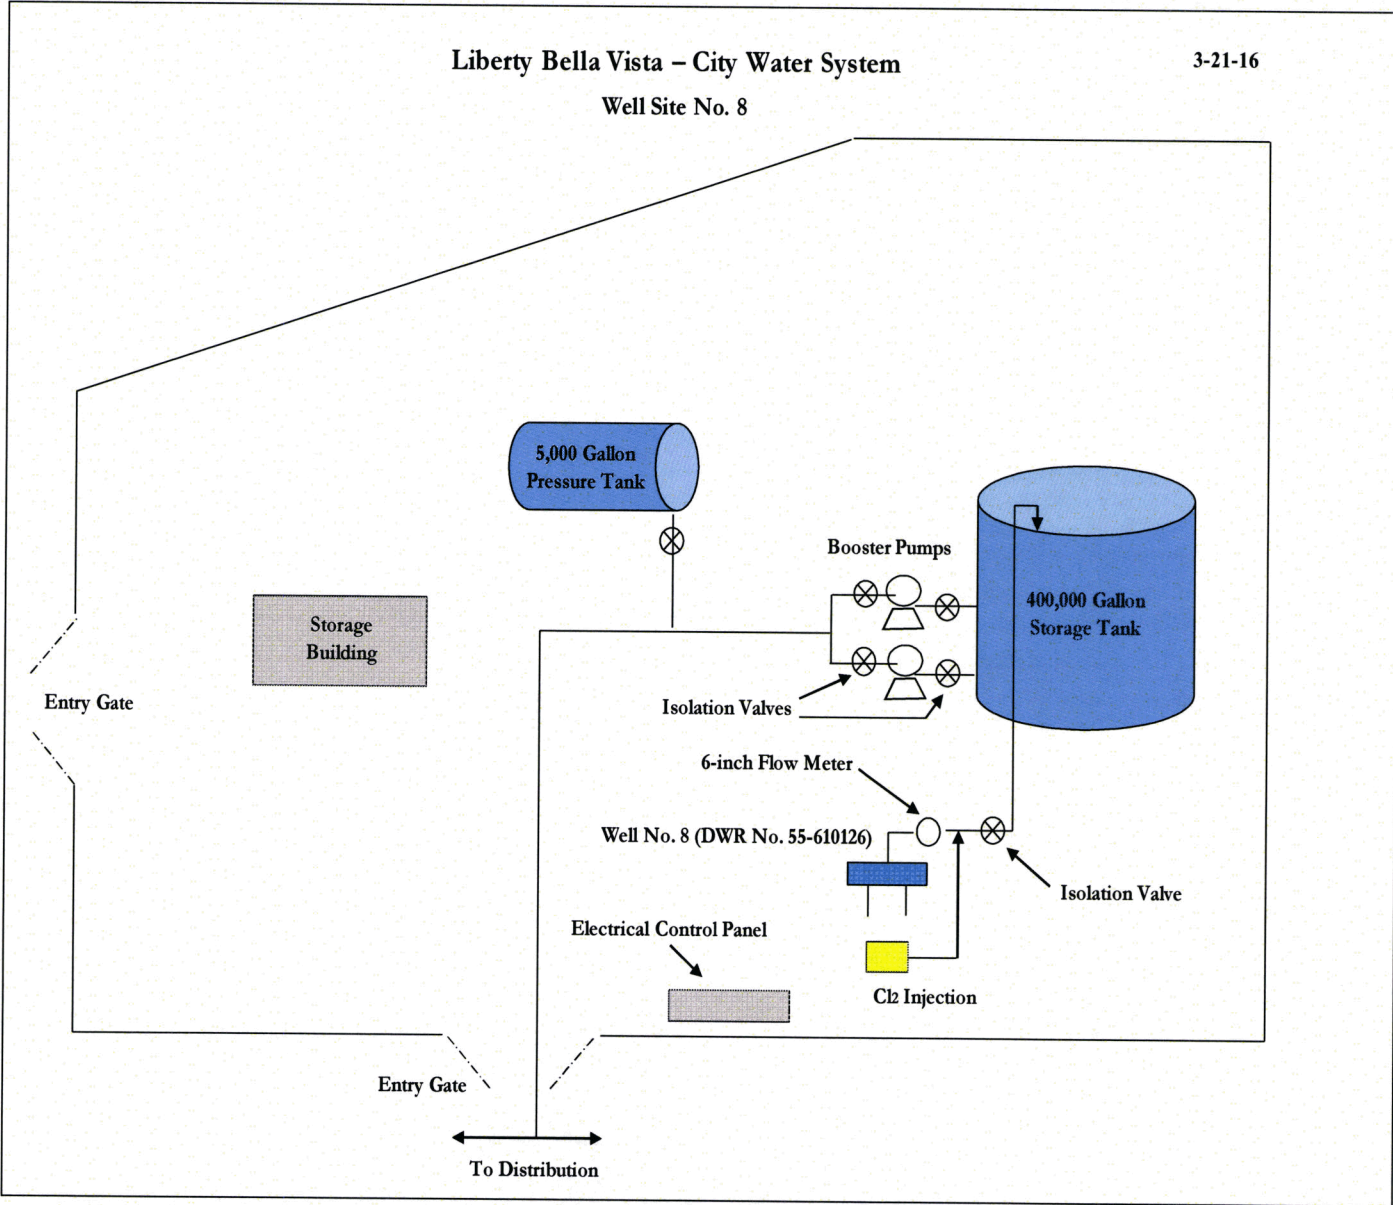 Liberty Bella Vista – City Water System
3-21-16
Well Site No. 8
5,000 Gallon
Pressure Tank
Booster Pumps
400,000 Gallon
Storage Tank
Storage
Building
Entry Gate
Isolation Valves
6-inch Flow Meter
Well No. 8 (DWR No. 55-610126)
Isolation Valve
Electrical Control Panel
Cl2 Injection
Entry Gate
To Distribution